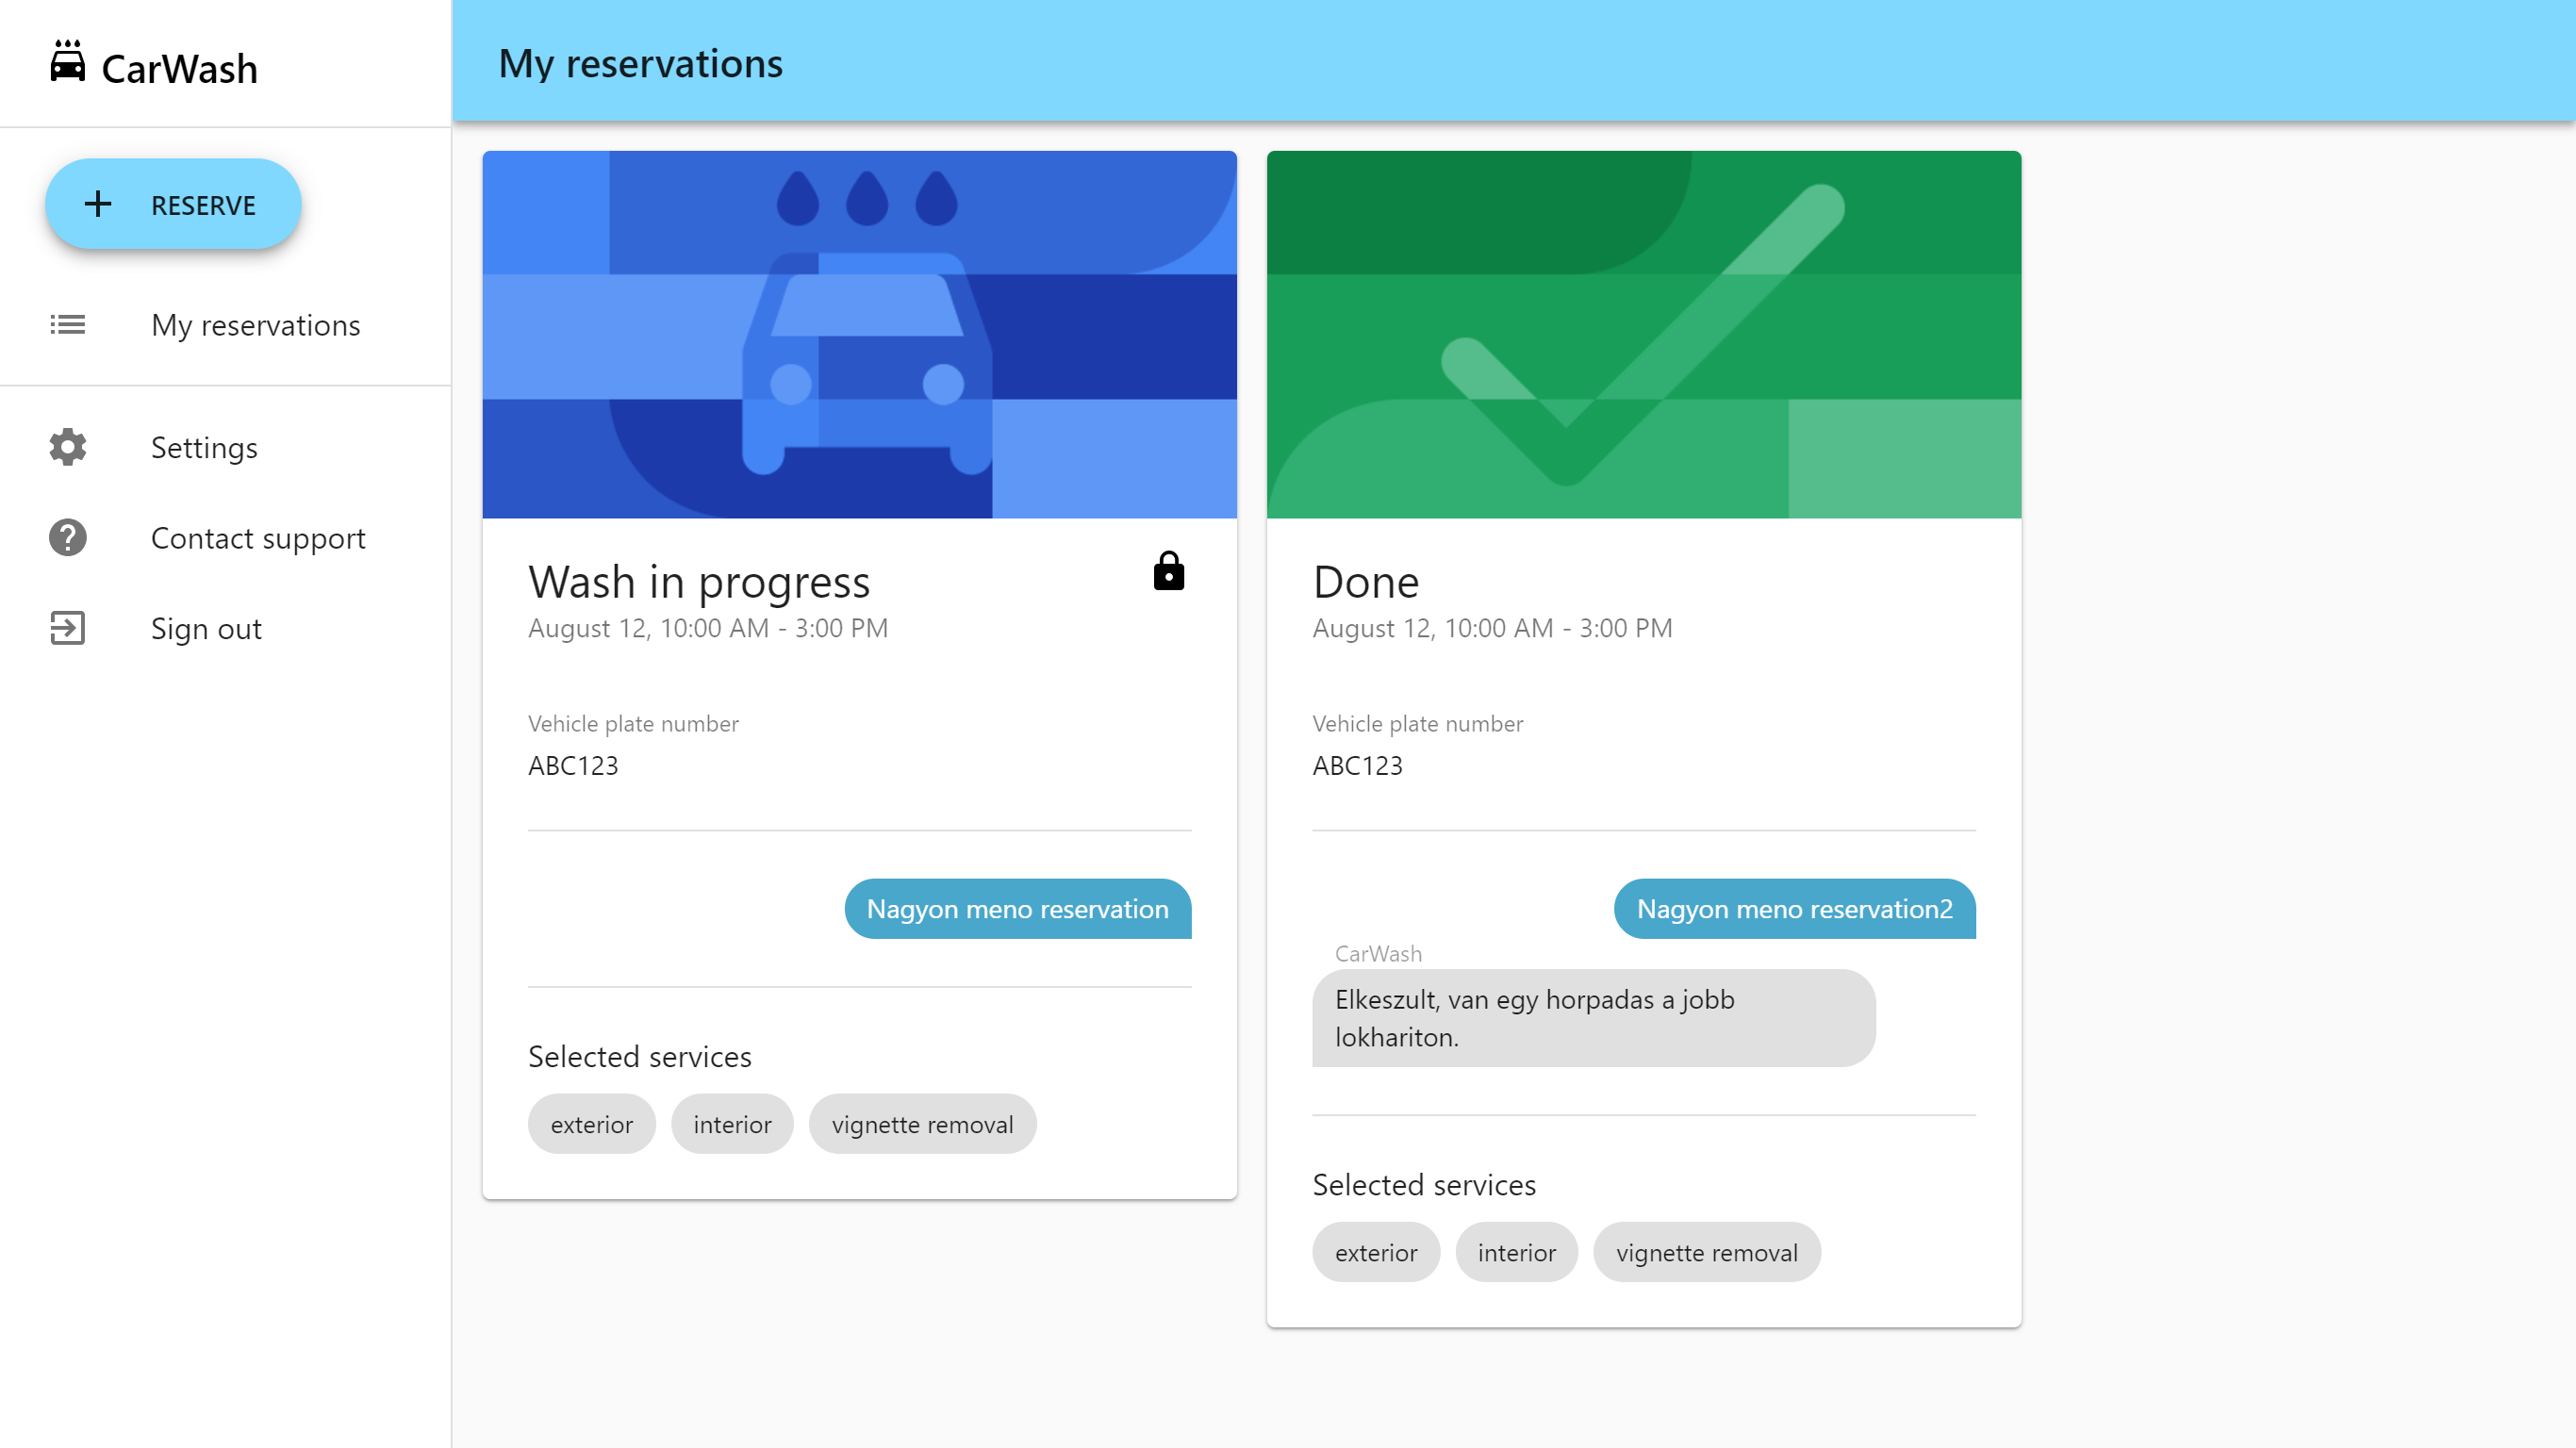 CarWash
RESERVE
My reservations
Settings
Contact support
Sign out
My reservations
Wash in progress
August 12, 10:00 AM - 3:00 PM
Vehicle plate number
ABC123
Nagyon meno reservation
Selected services
exterior
interior
vignette removal
Done
August 12, 10:00 AM - 3:00 PM
Vehicle plate number
ABC123
Nagyon meno reservation2
CarWash
Elkeszult, van egy horpadas a jobb
lokhariton.
Selected services
exterior
interior
vignette removal